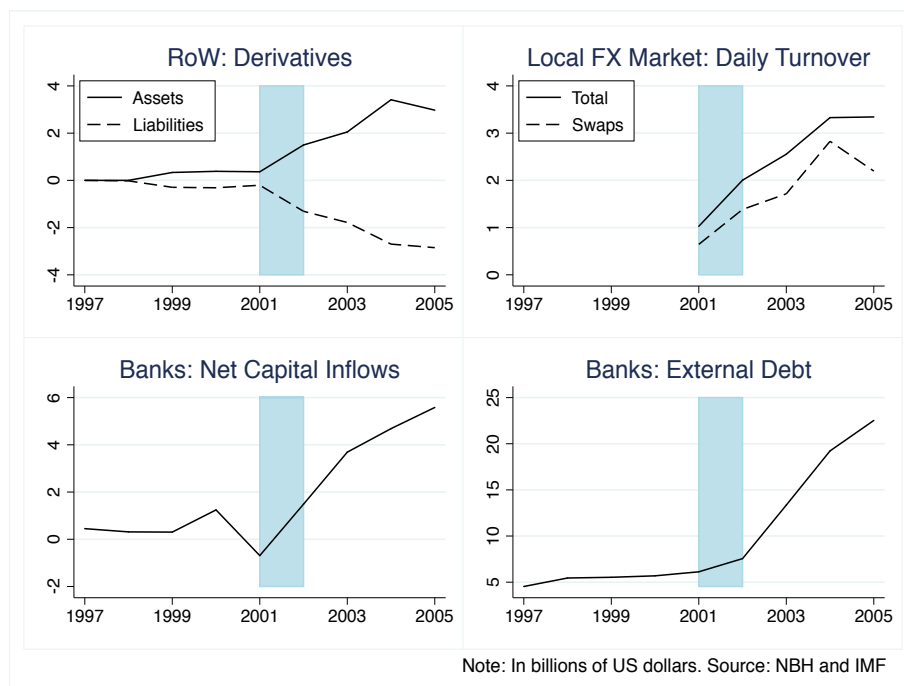 RoW: Derivatives
Assets
Liabilities
4
2
0
-2
-4
1997 1999 2001 2003 2005
Local FX Market: Daily Turnover
Total
Swaps
4
3
2
1
0
1997 1999 2001 2003 2005
Banks: Net Capital Inflows
6
4
2
0
-2
1997 1999 2001 2003 2005
Banks: External Debt
25
20
15
10
5
1997 1999 2001 2003 2005
Note: In billions of US dollars. Source: NBH and IMF